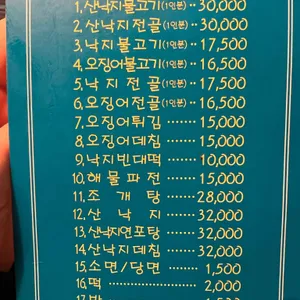 1. 산낙지불고기(1인분) ·· 30,000
2. 산낙지전골(1인분) ·· 30,000
3. 낙지불고기(1인분) ·· 17,500
4. 오징어불고기(1인분) ·· 16,500
5. 낙지전골(1인분) ·· 17,500
6. 오징어전골(1인분) ·· 16,500
7. 오징어튀김 ······· 15,000
8. 오징어데침 ······· 15,000
9. 낙지빈대떡 ······· 10,000
10. 해물파전 ······· 15,000
11. 조개탕 ······· 28,000
12. 산낙지 ······· 32,000
13. 산낙지연포탕 ····· 32,000
14. 산낙지데침 ······ 32,000
15. 소면/당면 ······ 1,500
16. 떡 ············ 2,000